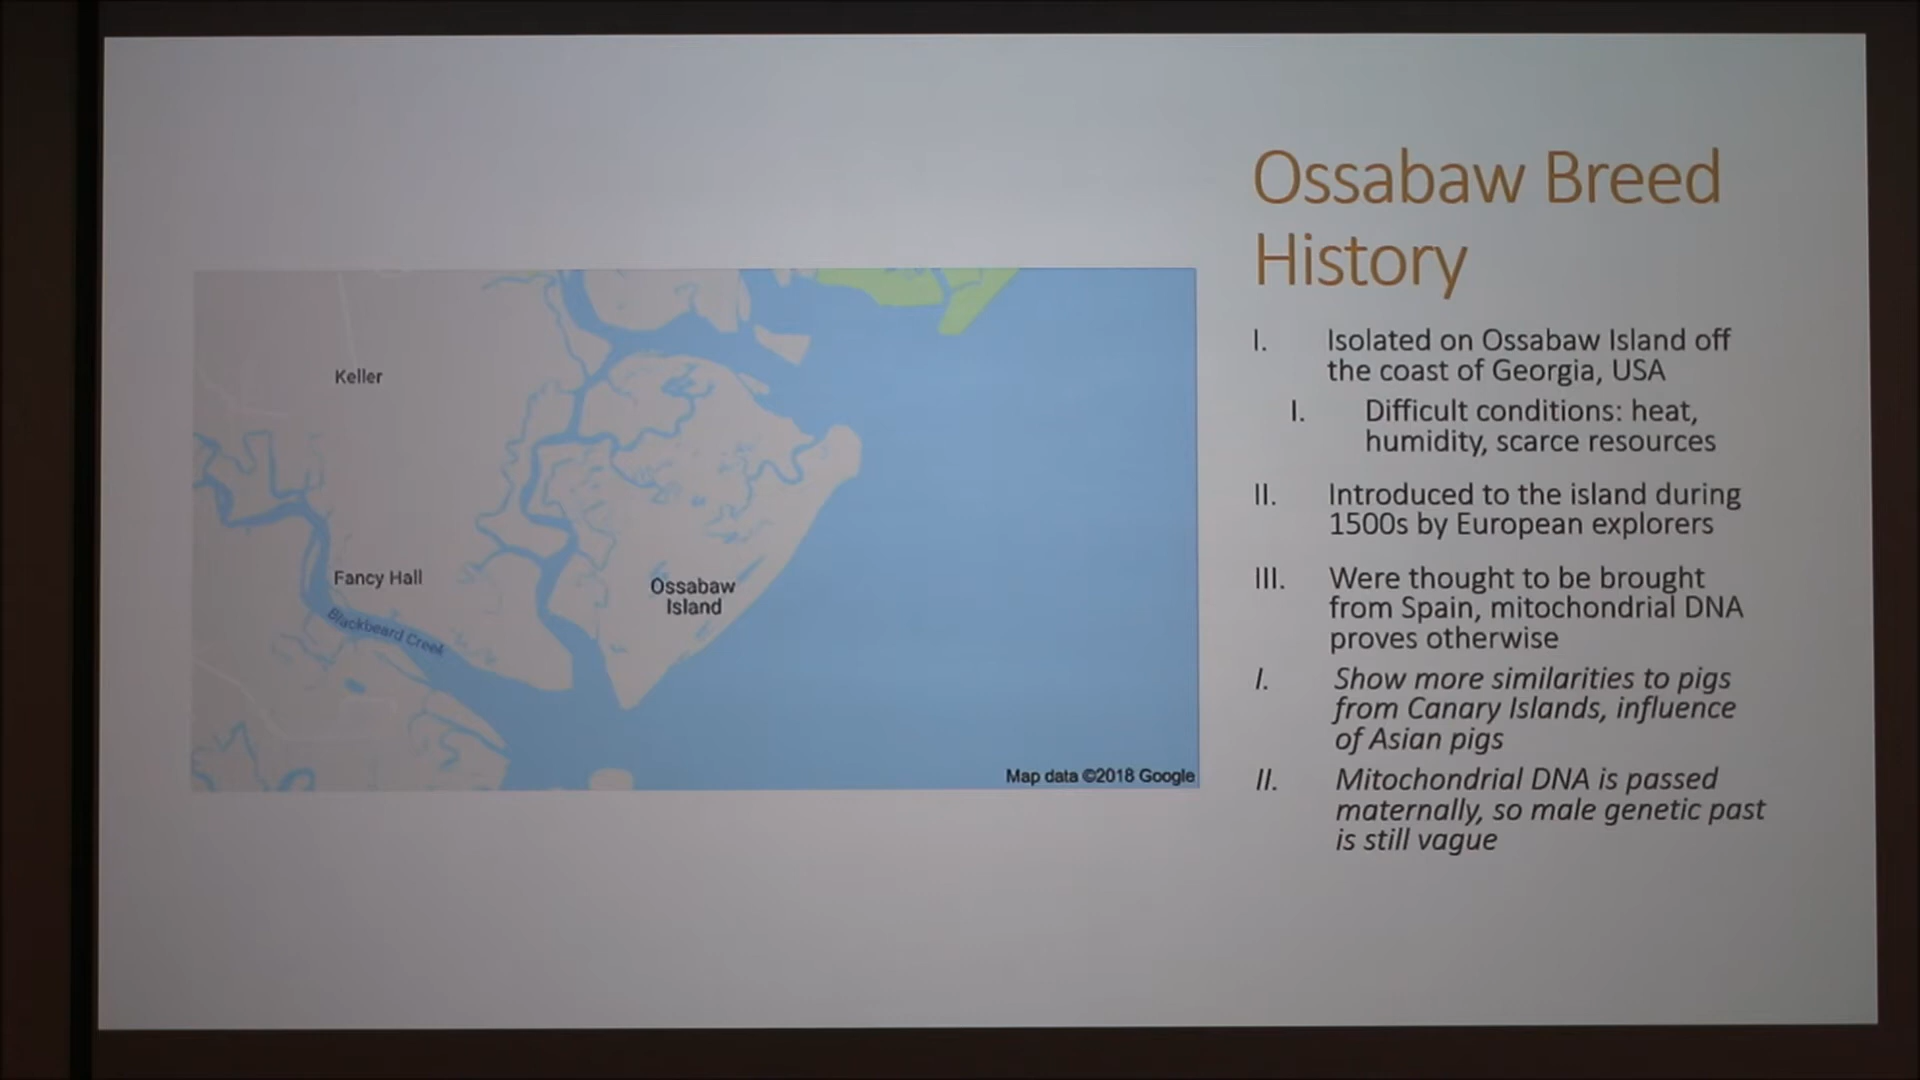 Ossabaw Breed
History
I. Isolated on Ossabaw Island off
the coast of Georgia, USA
I. Difficult conditions: heat,
humidity, scarce resources
II. Introduced to the island during
1500s by European explorers
III. Were thought to be brought
from Spain, mitochondrial DNA
proves otherwise
I. Show more similarities to pigs
from Canary Islands, influence
of Asian pigs
II. Mitochondrial DNA is passed
maternally, so male genetic past
is still vague
Keller
Fancy Hall
Blackbeard Creek
Ossabaw
Island
Map data ©2018 Google